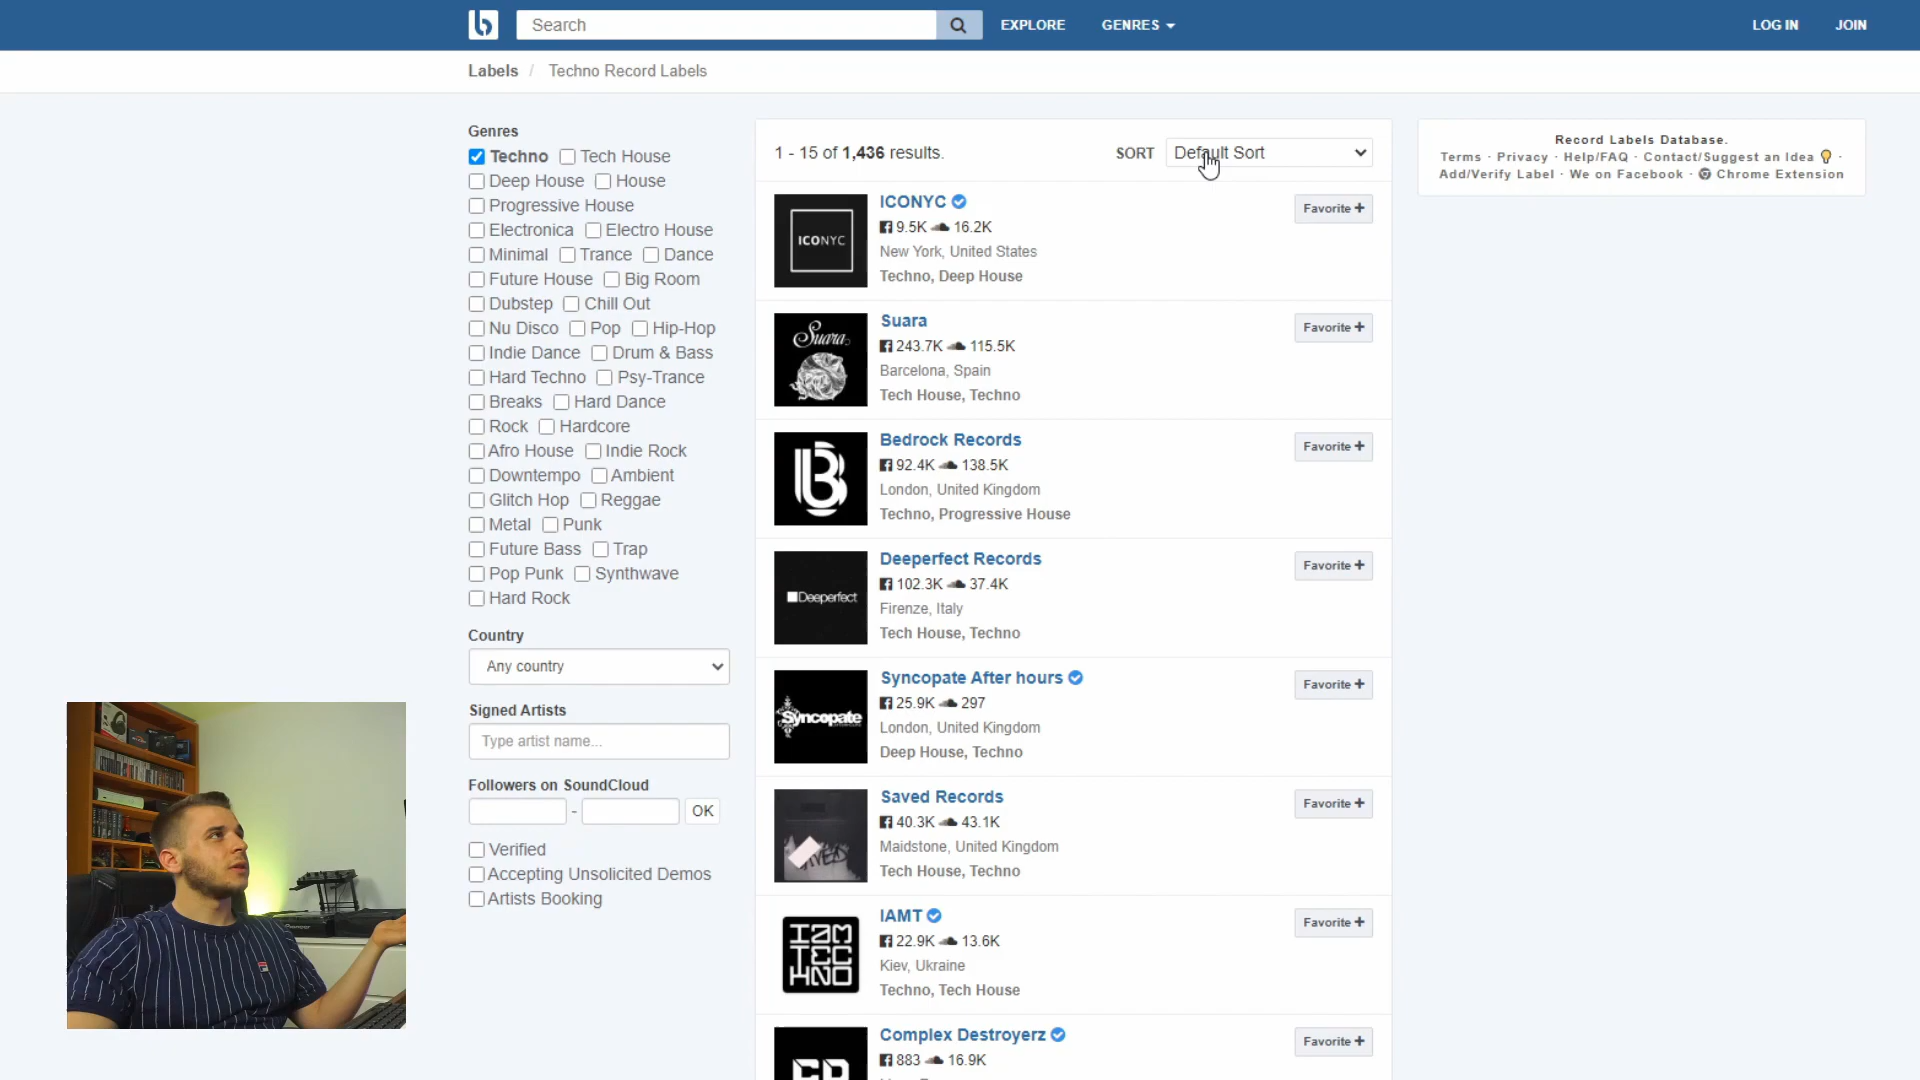 Search
EXPLORE
GENRES
LOG IN
JOIN
Labels / Techno Record Labels
Genres
Techno Tech House
Deep House House
Progressive House
Electronica Electro House
Minimal Trance Dance
Future House Big Room
Dubstep Chill Out
Nu Disco Pop Hip-Hop
Indie Dance Drum & Bass
Hard Techno Psy-Trance
Breaks Hard Dance
Rock Hardcore
Afro House Indie Rock
Downtempo Ambient
Glitch Hop Reggae
Metal Punk
Future Bass Trap
Pop Punk Synthwave
Hard Rock
Country
Any country
Signed Artists
Type artist name...
Followers on SoundCloud
- OK
Verified
Accepting Unsolicited Demos
Artists Booking
1 - 15 of 1,436 results.
SORT Default Sort
ICONYC
ICONYC
9.5K 16.2K
New York, United States
Techno, Deep House
Favorite +
Suara
Suara
243.7K 115.5K
Barcelona, Spain
Tech House, Techno
Favorite +
Bedrock Records
92.4K 138.5K
London, United Kingdom
Techno, Progressive House
Favorite +
Deeperfect
Deeperfect Records
102.3K 37.4K
Firenze, Italy
Tech House, Techno
Favorite +
Syncopate
Syncopate After hours
25.9K 297
London, United Kingdom
Deep House, Techno
Favorite +
Saved Records
40.3K 43.1K
Maidstone, United Kingdom
Tech House, Techno
Favorite +
IAM
TECH
HNO
IAMT
22.9K 13.6K
Kiev, Ukraine
Techno, Tech House
Favorite +
Complex Destroyerz
883 16.9K
Favorite +
Record Labels Database.
Terms · Privacy · Help/FAQ · Contact/Suggest an Idea ·
Add/Verify Label · We on Facebook · Chrome Extension